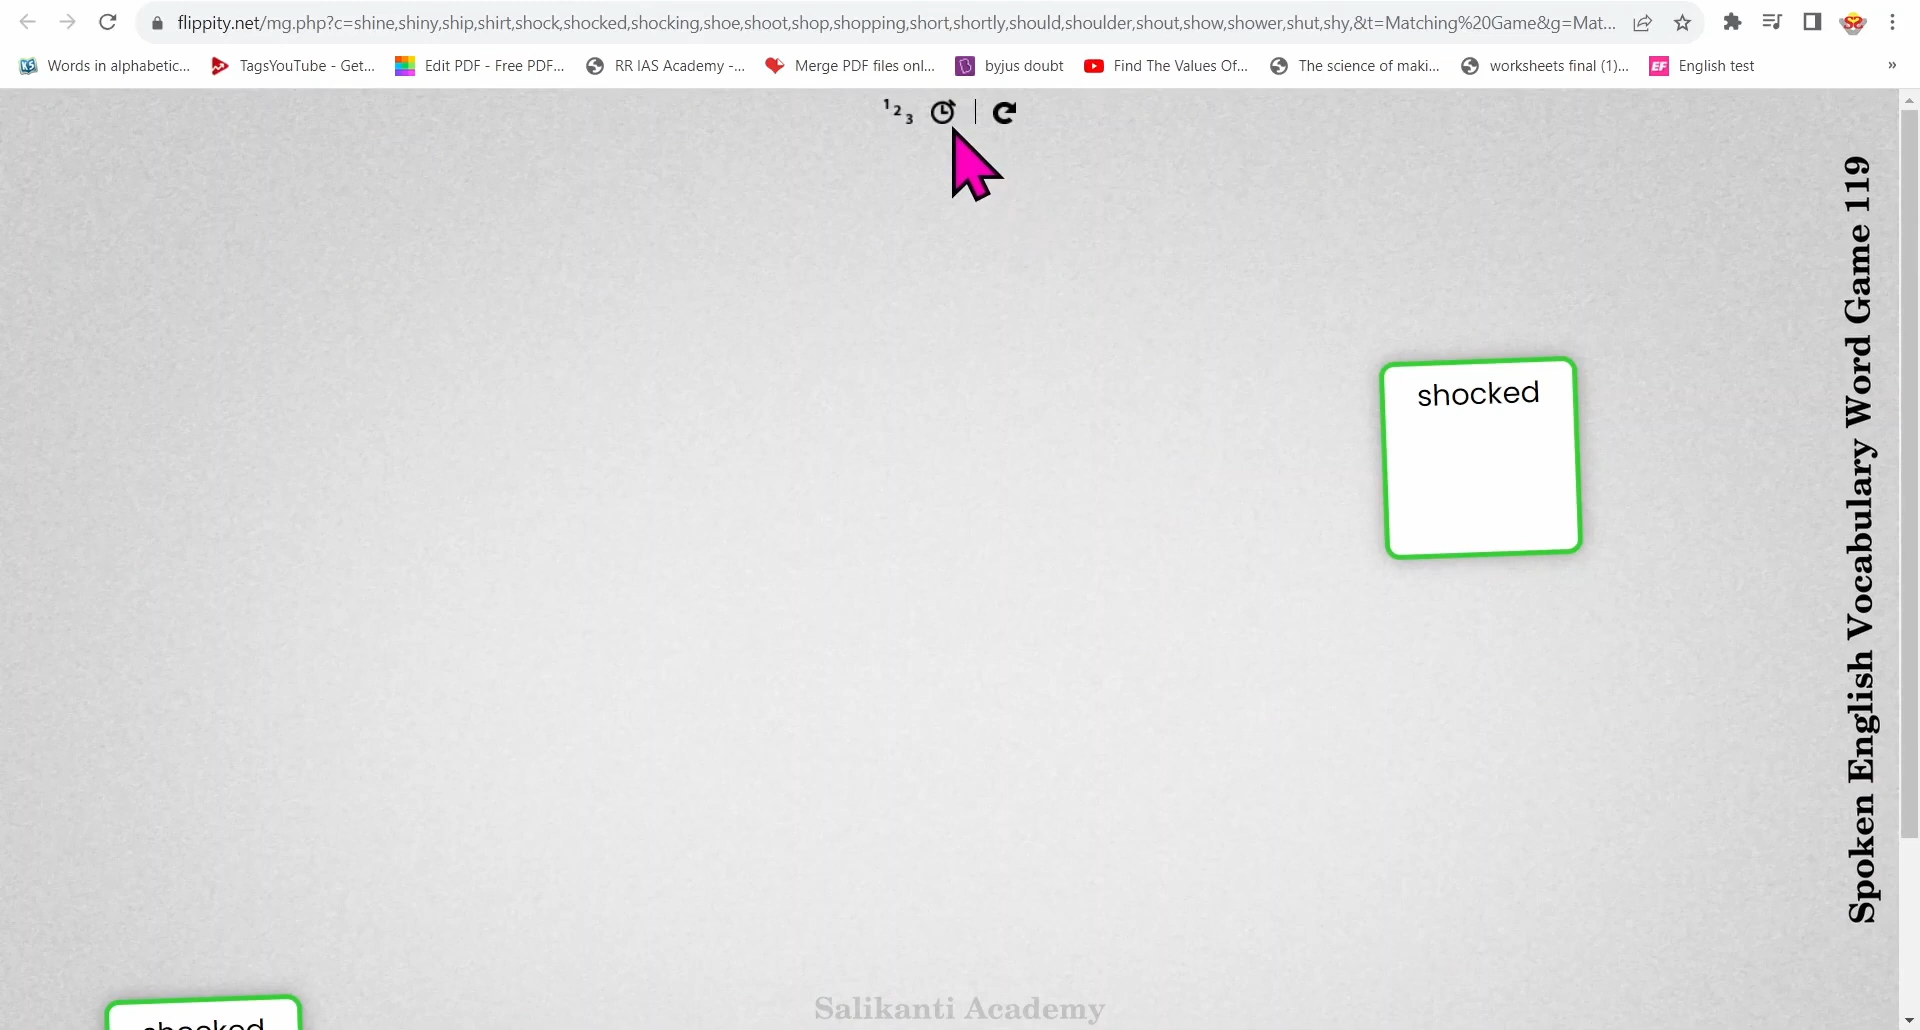 flippity.net/mg.php?c=shine,shiny,ship,shirt,shock,shocked,shocking,shoe,shoot,shop,shopping,short,shortly,should,shoulder,shout,show,shower,shut,shy,&t=Matching%20Game&g=Mat...
Words in alphabetic...
TagsYouTube - Get...
Edit PDF - Free PDF...
RR IAS Academy -...
Merge PDF files onl...
byjus doubt
Find The Values Of...
The science of maki...
worksheets final (1)...
EF English test
»
1 2 3
shocked
Spoken English Vocabulary Word Game 119
shocked
Salikanti Academy